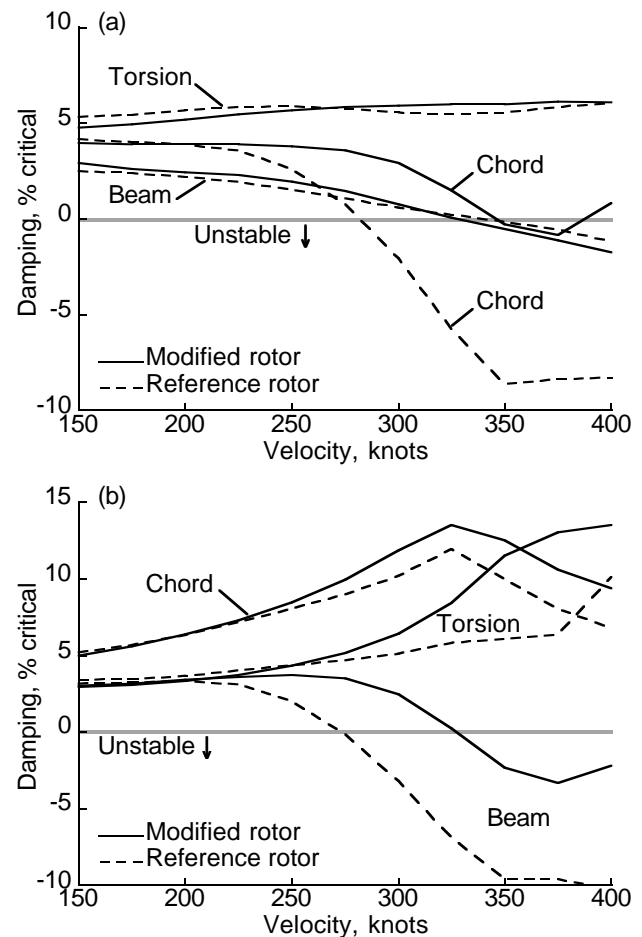 (a)
10
5
0
-5
-10
Damping, % critical
Torsion
Chord
Beam
Unstable
Chord
Modified rotor
Reference rotor
150 200 250 300 350 400
Velocity, knots
(b)
15
10
5
0
-5
-10
Damping, % critical
Chord
Torsion
Unstable
Beam
Modified rotor
Reference rotor
150 200 250 300 350 400
Velocity, knots